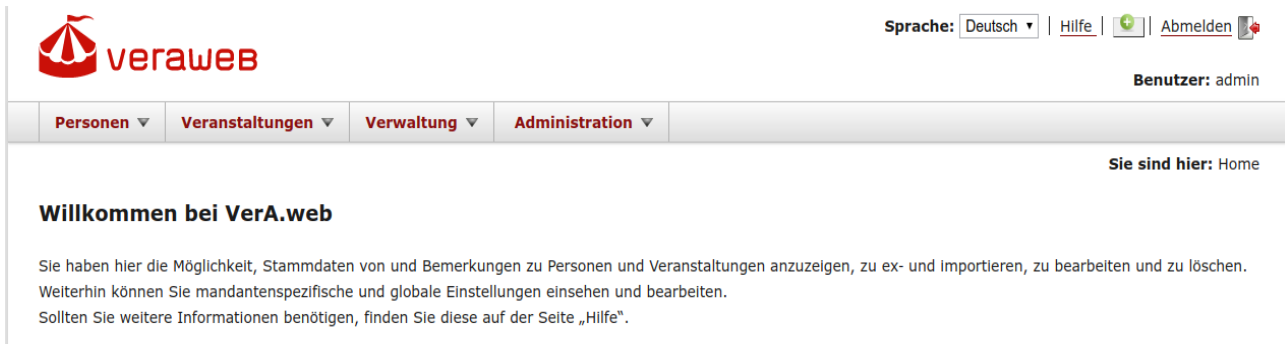 veraweb
Sprache: Deutsch | Hilfe | | Abmelden
Benutzer: admin
Personen Veranstaltungen Verwaltung Administration
Sie sind hier: Home
Willkommen bei VerA.web
Sie haben hier die Möglichkeit, Stammdaten von und Bemerkungen zu Personen und Veranstaltungen anzuzeigen, zu ex- und importieren, zu bearbeiten und zu löschen.
Weiterhin können Sie mandantenspezifische und globale Einstellungen einsehen und bearbeiten.
Sollten Sie weitere Informationen benötigen, finden Sie diese auf der Seite „Hilfe".